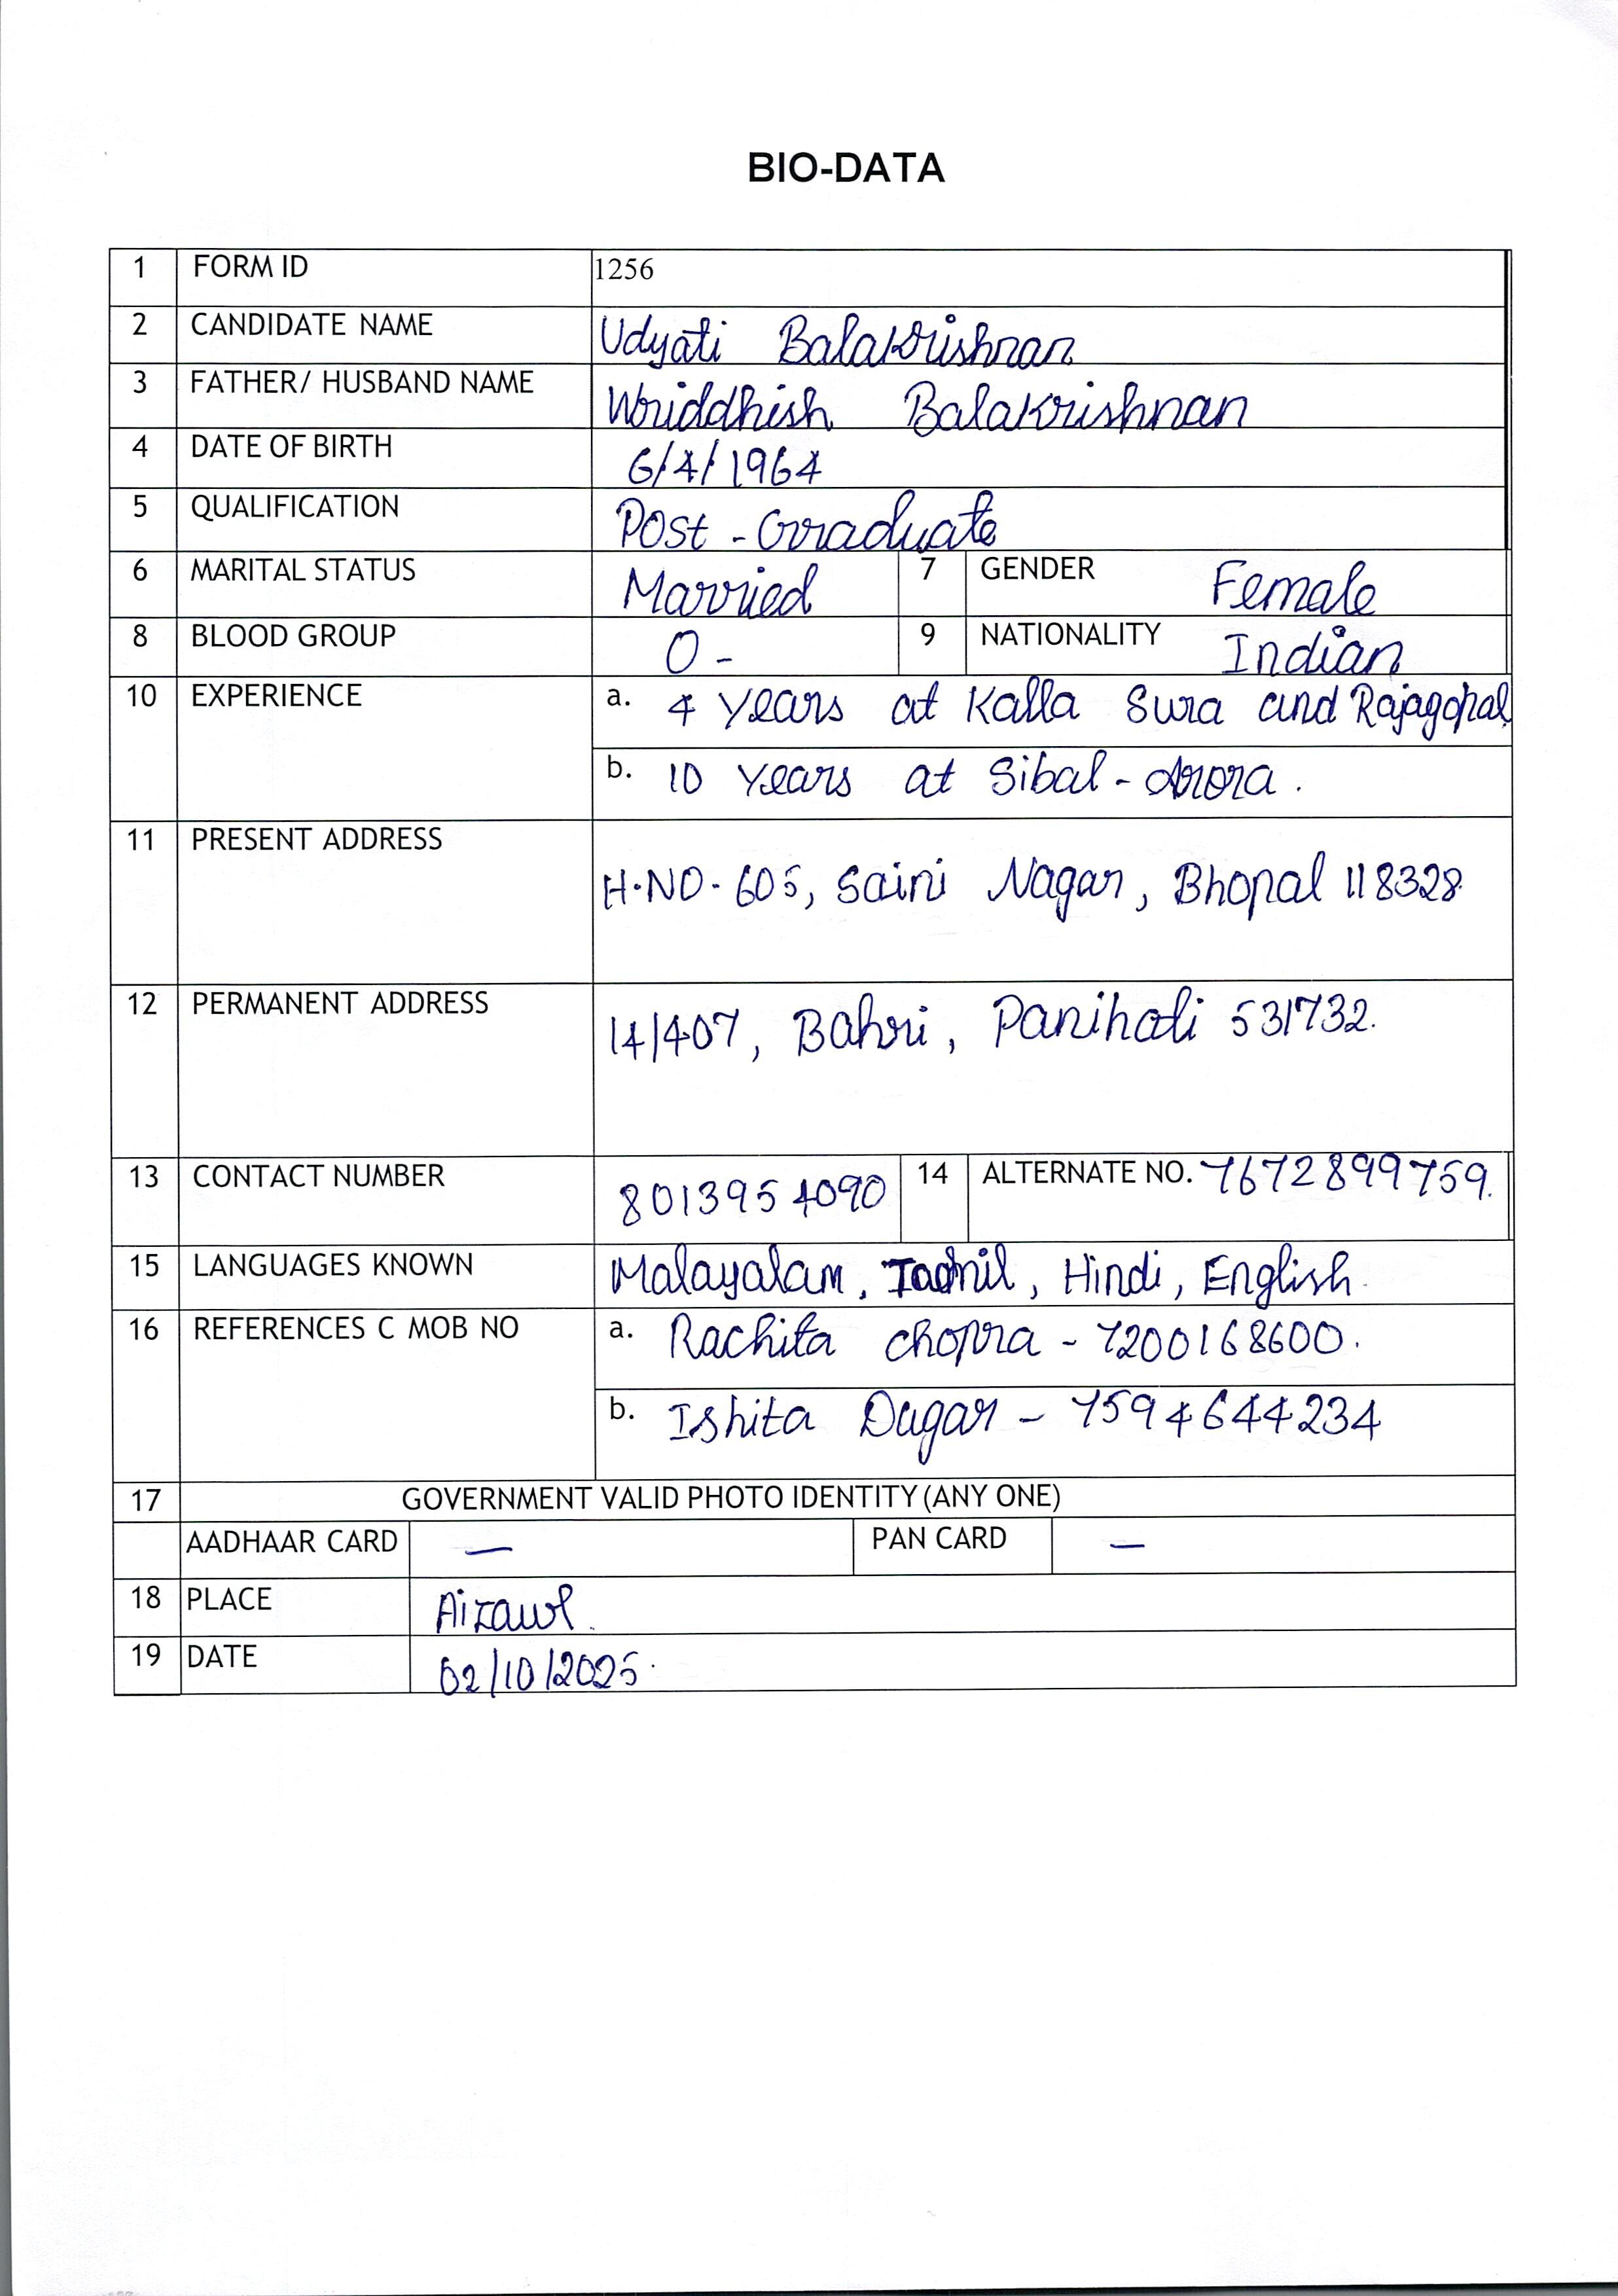 BIO-DATA
1 FORM ID 1256
2 CANDIDATE NAME Udyati Balakrishnan
3 FATHER/ HUSBAND NAME Wriddhish Balakrishnan
4 DATE OF BIRTH 6/4/1964
5 QUALIFICATION Post - Graduate
6 MARITAL STATUS Married 7 GENDER Female
8 BLOOD GROUP O - 9 NATIONALITY Indian
10 EXPERIENCE a. 4 Years at Kalla Sura and Rajagopal
b. 10 Years at Sibal - Arora.
11 PRESENT ADDRESS H.NO- 605, Saini Nagar, Bhopal 118328
12 PERMANENT ADDRESS 14/407, Bahri, Panihati 531732.
13 CONTACT NUMBER 8013954090 14 ALTERNATE NO. 7672899759.
15 LANGUAGES KNOWN Malayalam, Tamil, Hindi, English.
16 REFERENCES C MOB NO a. Rachita chopra - 7200168600.
b. Ishita Dugar - 7594644234
17 GOVERNMENT VALID PHOTO IDENTITY (ANY ONE)
AADHAAR CARD — PAN CARD —
18 PLACE Aizawl.
19 DATE 02/10/2025.